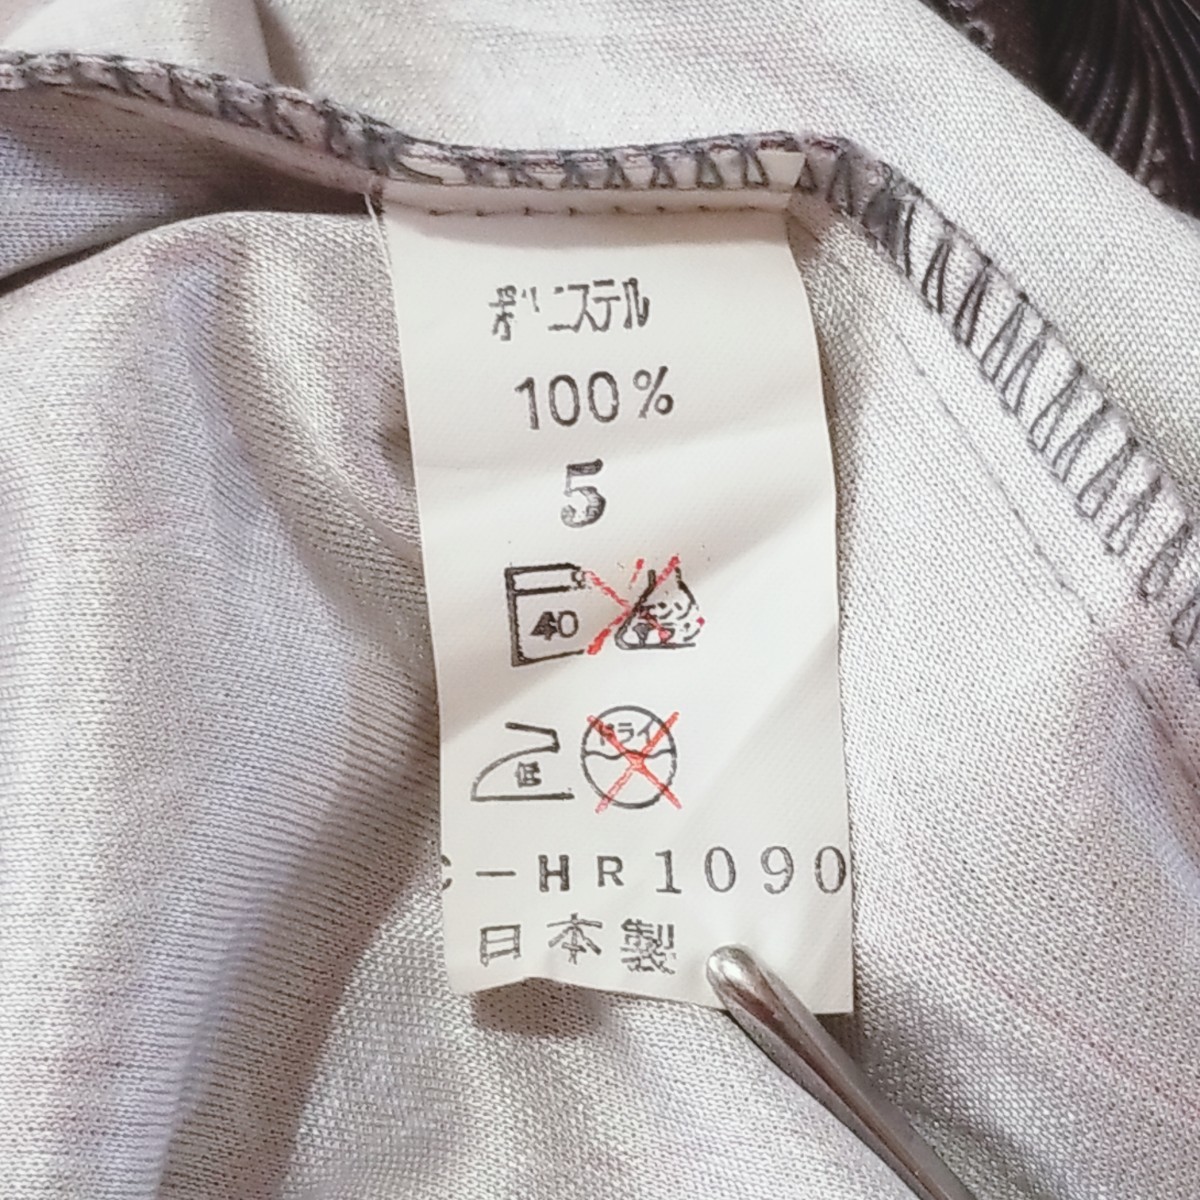 ポリエステル
100%
5
40 エンソ サラシ
低 ドライ
C-HR1090
日本製